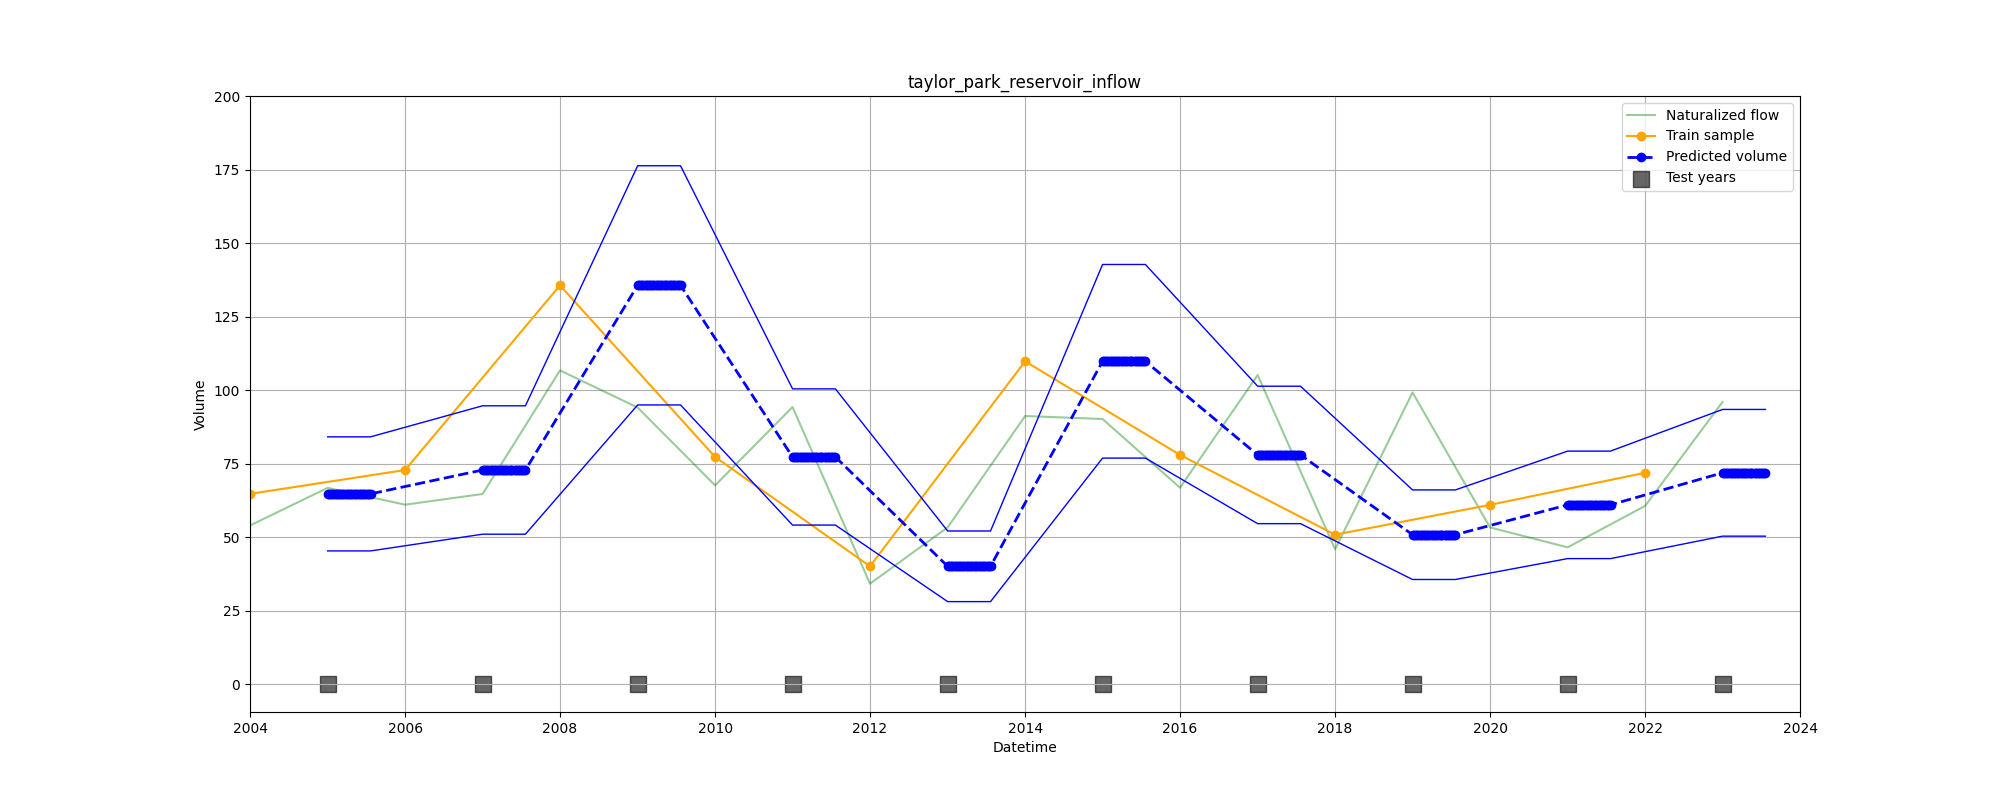 taylor_park_reservoir_inflow
Naturalized flow
Train sample
Predicted volume
Test years
Volume
200
175
150
125
100
75
50
25
0
2004 2006 2008 2010 2012 2014 2016 2018 2020 2022 2024
Datetime